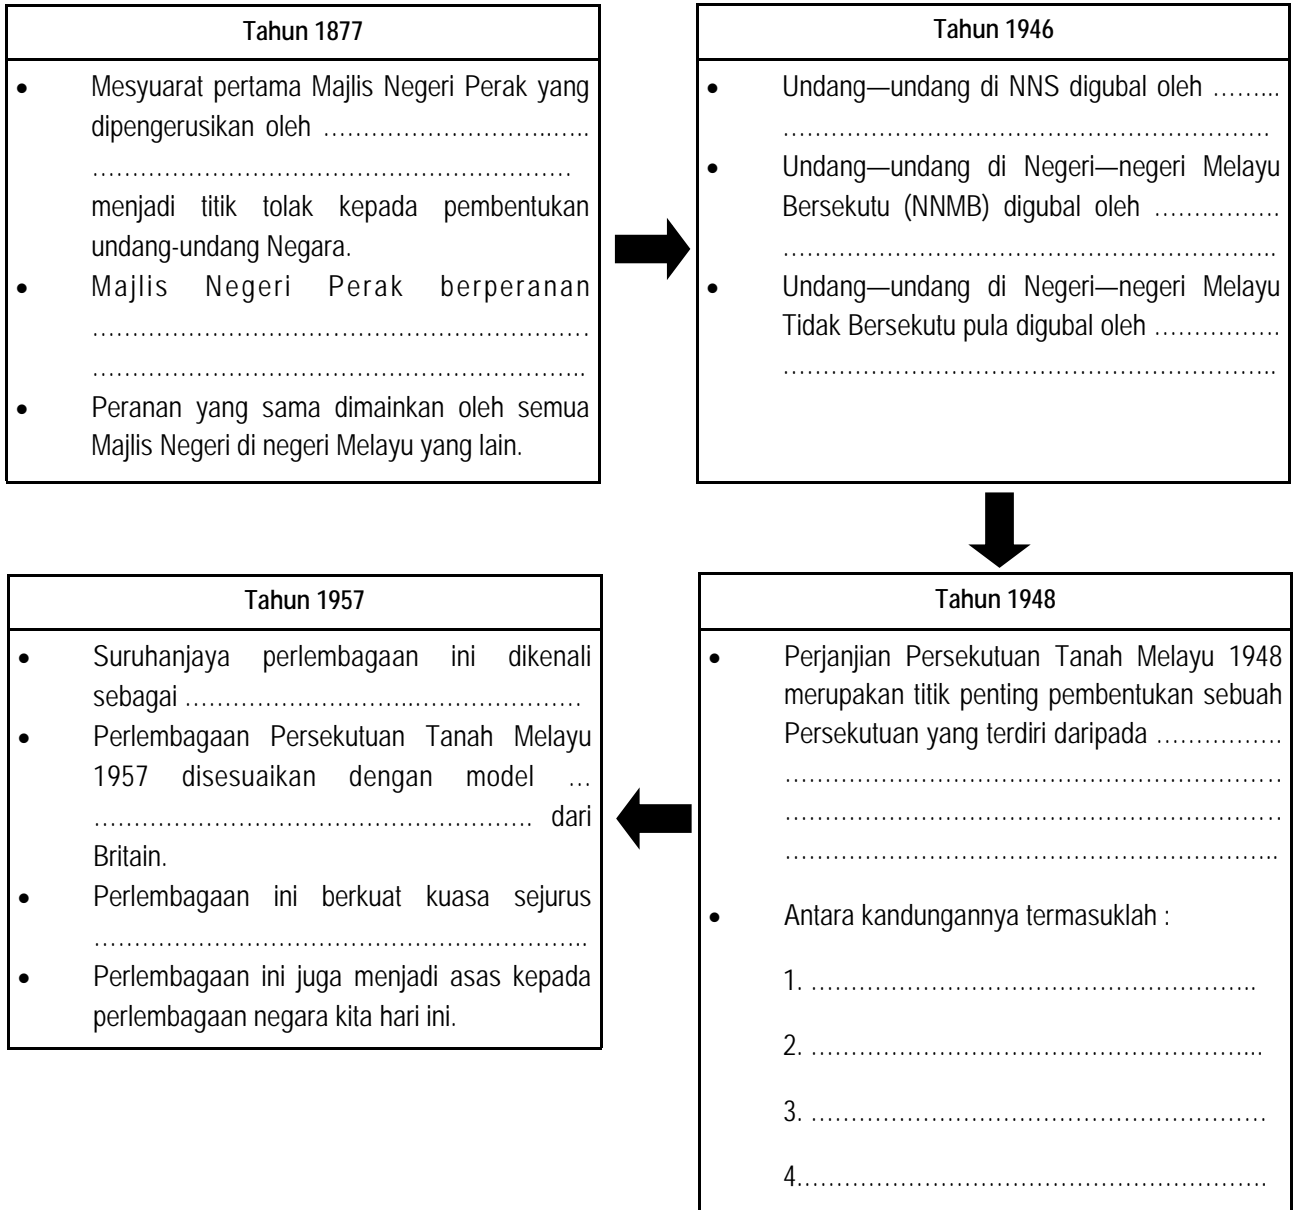 Tahun 1877
• Mesyuarat pertama Majlis Negeri Perak yang
dipengerusikan oleh ………………………...…..
……………………………………………………
menjadi titik tolak kepada pembentukan
undang-undang Negara.
• Majlis Negeri Perak berperanan
………………………………………………………
……………………………………………………..
• Peranan yang sama dimainkan oleh semua
Majlis Negeri di negeri Melayu yang lain.
Tahun 1946
• Undang—undang di NNS digubal oleh ……...
…………………………………………………….
• Undang—undang di Negeri—negeri Melayu
Bersekutu (NNMB) digubal oleh …………….
……………………………………………………..
• Undang—undang di Negeri—negeri Melayu
Tidak Bersekutu pula digubal oleh …………….
……………………………………………………..
Tahun 1948
• Perjanjian Persekutuan Tanah Melayu 1948
merupakan titik penting pembentukan sebuah
Persekutuan yang terdiri daripada …………….
………………………………………………………
………………………………………………………
……………………………………………………..
• Antara kandungannya termasuklah :
1. ………………………………………………..
2. ………………………………………………...
3. …………………………………………………
4.………………………………………………….
Tahun 1957
• Suruhanjaya perlembagaan ini dikenali
sebagai ………………………..…………………
• Perlembagaan Persekutuan Tanah Melayu
1957 disesuaikan dengan model …
………………………………………………. dari
Britain.
• Perlembagaan ini berkuat kuasa sejurus
……………………………………………………..
• Perlembagaan ini juga menjadi asas kepada
perlembagaan negara kita hari ini.